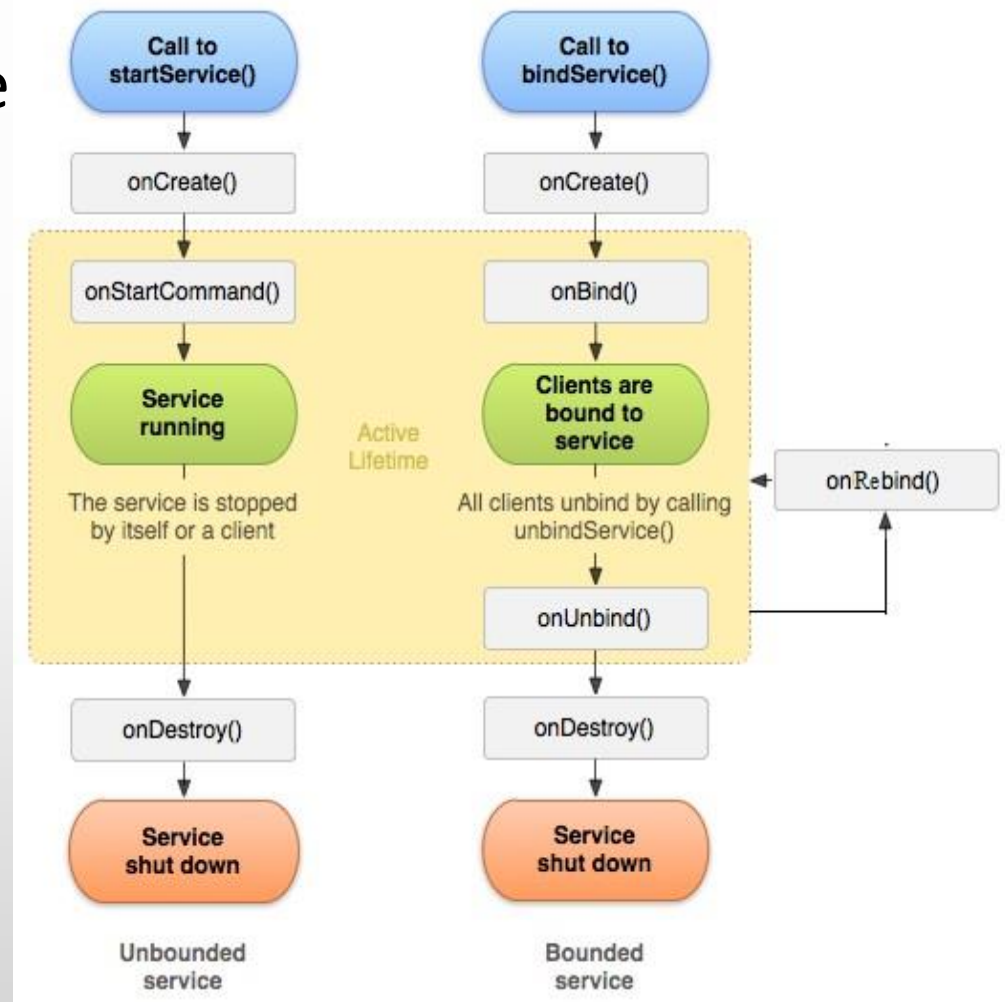 e
Call to
startService()
onCreate()
onStartCommand()
Service
running
The service is stopped
by itself or a client
onDestroy()
Service
shut down
Unbounded
service
Active
Lifetime
Call to
bindService()
onCreate()
onBind()
Clients are
bound to
service
All clients unbind by calling
unbindService()
onUnbind()
onRebind()
onDestroy()
Service
shut down
Bounded
service